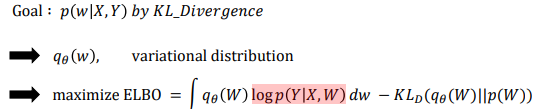 Goal : p(w|X,Y) by KL_Divergence
➡ qθ(w), variational distribution
➡ maximize ELBO = ∫ qθ(W) log p(Y|X,W) dw − KL_D(qθ(W)||p(W))